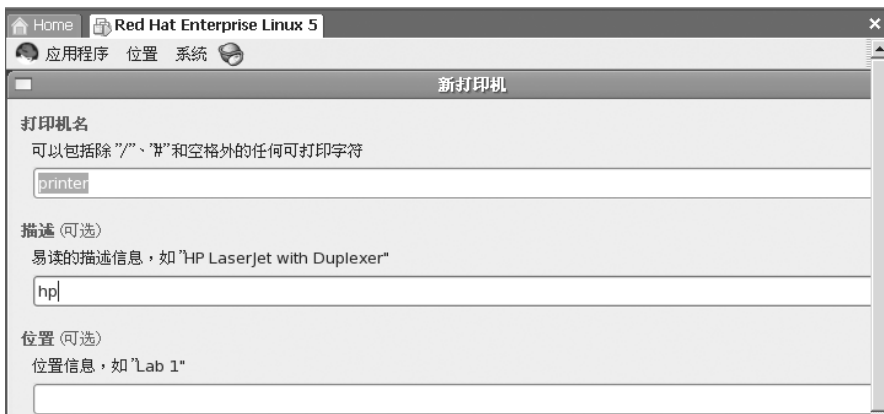 Home Red Hat Enterprise Linux 5
应用程序 位置 系统
新打印机
打印机名
可以包括除"/"、"#"和空格外的任何可打印字符
printer
描述 (可选)
易读的描述信息，如"HP LaserJet with Duplexer"
hp
位置 (可选)
位置信息，如"Lab 1"